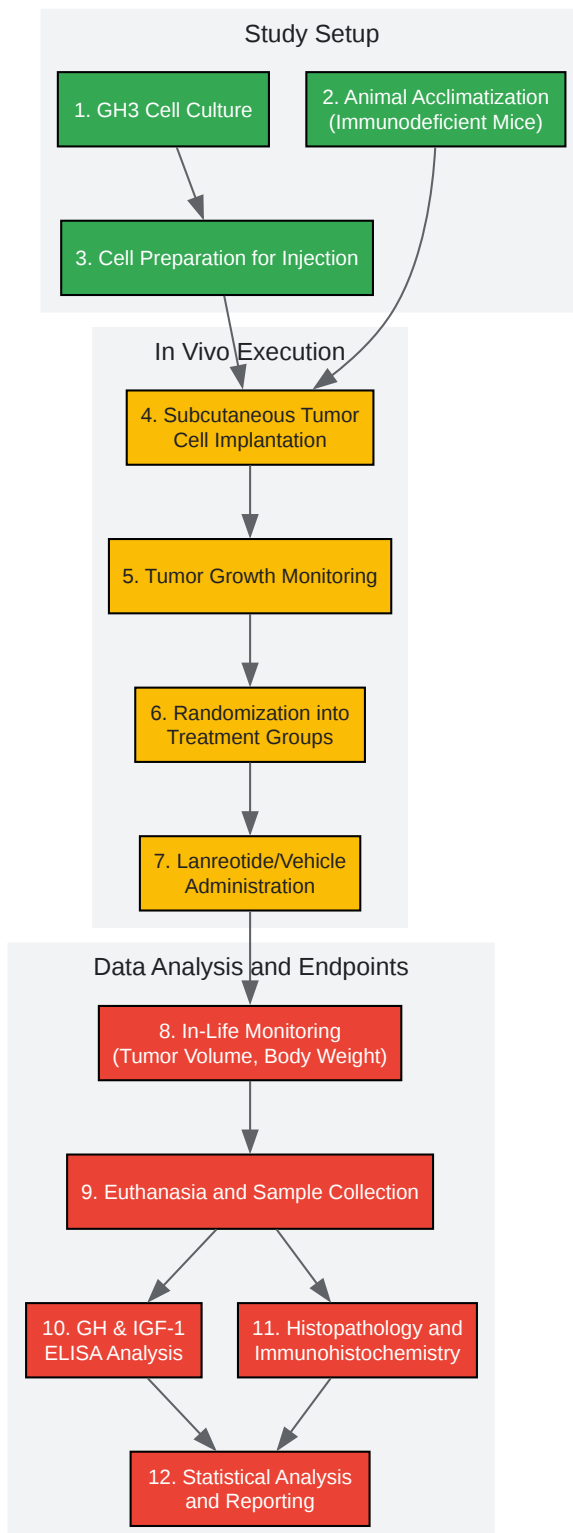 Study Setup
1. GH3 Cell Culture
2. Animal Acclimatization
(Immunodeficient Mice)
3. Cell Preparation for Injection
In Vivo Execution
4. Subcutaneous Tumor
Cell Implantation
5. Tumor Growth Monitoring
6. Randomization into
Treatment Groups
7. Lanreotide/Vehicle
Administration
Data Analysis and Endpoints
8. In-Life Monitoring
(Tumor Volume, Body Weight)
9. Euthanasia and Sample Collection
10. GH & IGF-1
ELISA Analysis
11. Histopathology and
Immunohistochemistry
12. Statistical Analysis
and Reporting